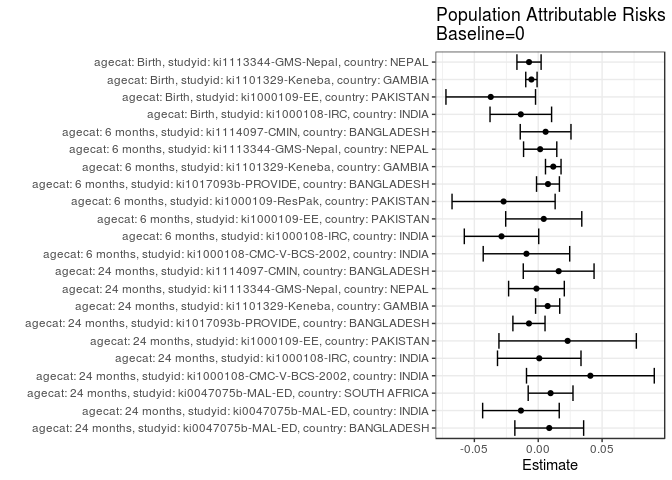 Population Attributable Risks
Baseline=0
agecat: Birth, studyid: ki1113344-GMS-Nepal, country: NEPAL
agecat: Birth, studyid: ki1101329-Keneba, country: GAMBIA
agecat: Birth, studyid: ki1000109-EE, country: PAKISTAN
agecat: Birth, studyid: ki1000108-IRC, country: INDIA
agecat: 6 months, studyid: ki1114097-CMIN, country: BANGLADESH
agecat: 6 months, studyid: ki1113344-GMS-Nepal, country: NEPAL
agecat: 6 months, studyid: ki1101329-Keneba, country: GAMBIA
agecat: 6 months, studyid: ki1017093b-PROVIDE, country: BANGLADESH
agecat: 6 months, studyid: ki1000109-ResPak, country: PAKISTAN
agecat: 6 months, studyid: ki1000109-EE, country: PAKISTAN
agecat: 6 months, studyid: ki1000108-IRC, country: INDIA
agecat: 6 months, studyid: ki1000108-CMC-V-BCS-2002, country: INDIA
agecat: 24 months, studyid: ki1114097-CMIN, country: BANGLADESH
agecat: 24 months, studyid: ki1113344-GMS-Nepal, country: NEPAL
agecat: 24 months, studyid: ki1101329-Keneba, country: GAMBIA
agecat: 24 months, studyid: ki1017093b-PROVIDE, country: BANGLADESH
agecat: 24 months, studyid: ki1000109-EE, country: PAKISTAN
agecat: 24 months, studyid: ki1000108-IRC, country: INDIA
agecat: 24 months, studyid: ki1000108-CMC-V-BCS-2002, country: INDIA
agecat: 24 months, studyid: ki0047075b-MAL-ED, country: SOUTH AFRICA
agecat: 24 months, studyid: ki0047075b-MAL-ED, country: INDIA
agecat: 24 months, studyid: ki0047075b-MAL-ED, country: BANGLADESH
-0.05 0.00 0.05
Estimate